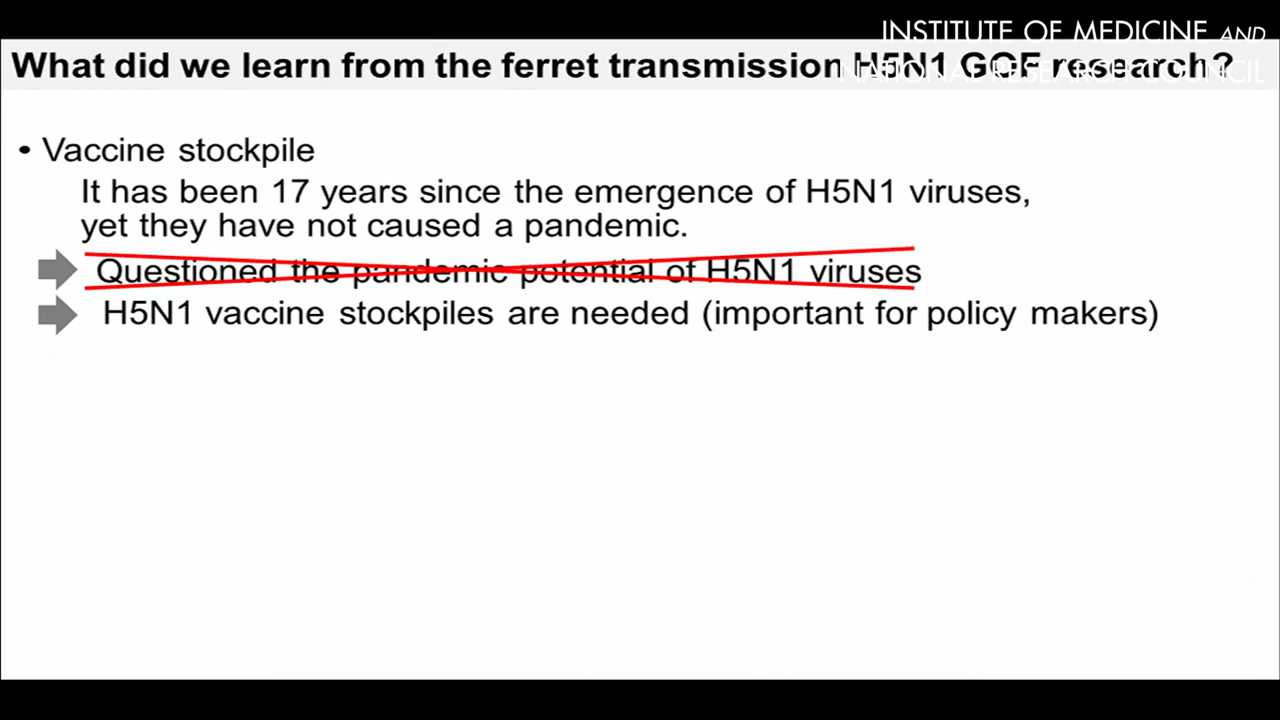 INSTITUTE OF MEDICINE AND
NATIONAL RESEARCH COUNCIL
What did we learn from the ferret transmission H5N1 GOF research?
• Vaccine stockpile
It has been 17 years since the emergence of H5N1 viruses,
yet they have not caused a pandemic.
Questioned the pandemic potential of H5N1 viruses
H5N1 vaccine stockpiles are needed (important for policy makers)